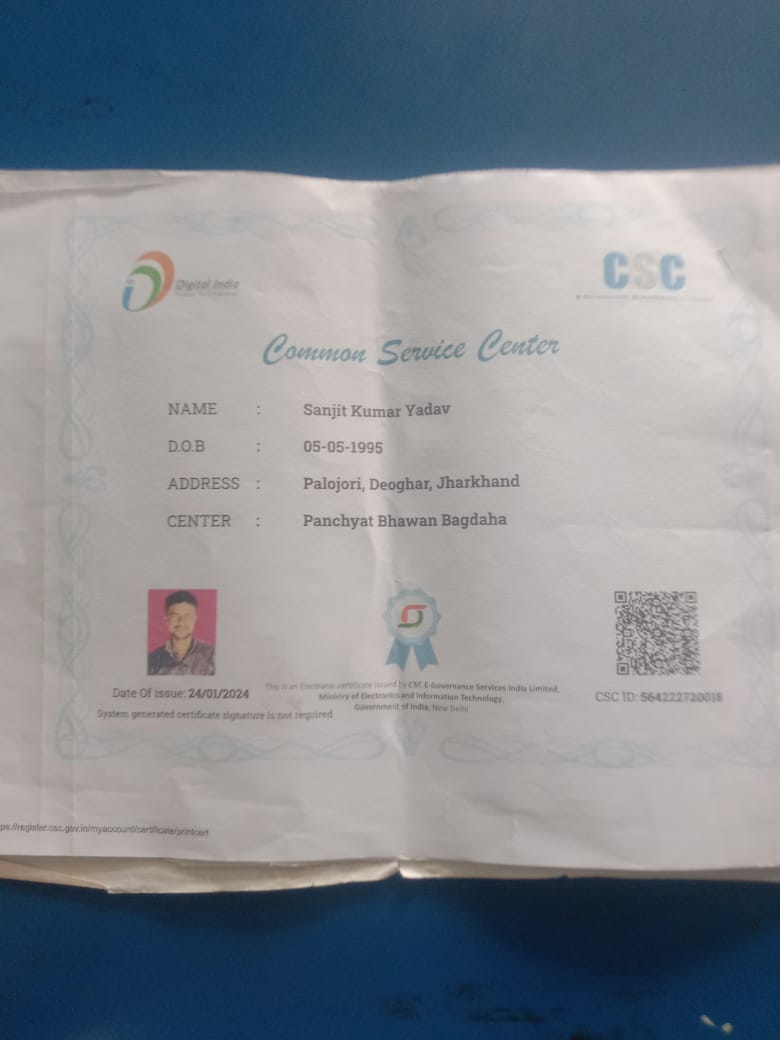 Digital India
CSC
Common Service Center
NAME : Sanjit Kumar Yadav
D.O.B : 05-05-1995
ADDRESS : Palojori, Deoghar, Jharkhand
CENTER : Panchyat Bhawan Bagdaha
Date Of issue: 24/01/2024
System generated certificate signature is not required
This is an Electronic certificate issued by CSC E-Governance Services India Limited,
Ministry of Electronics and Information Technology,
Government of India, New Delhi
CSC ID: 564222720018
ps://register.csc.gov.in/myaccount/certificate/printcert